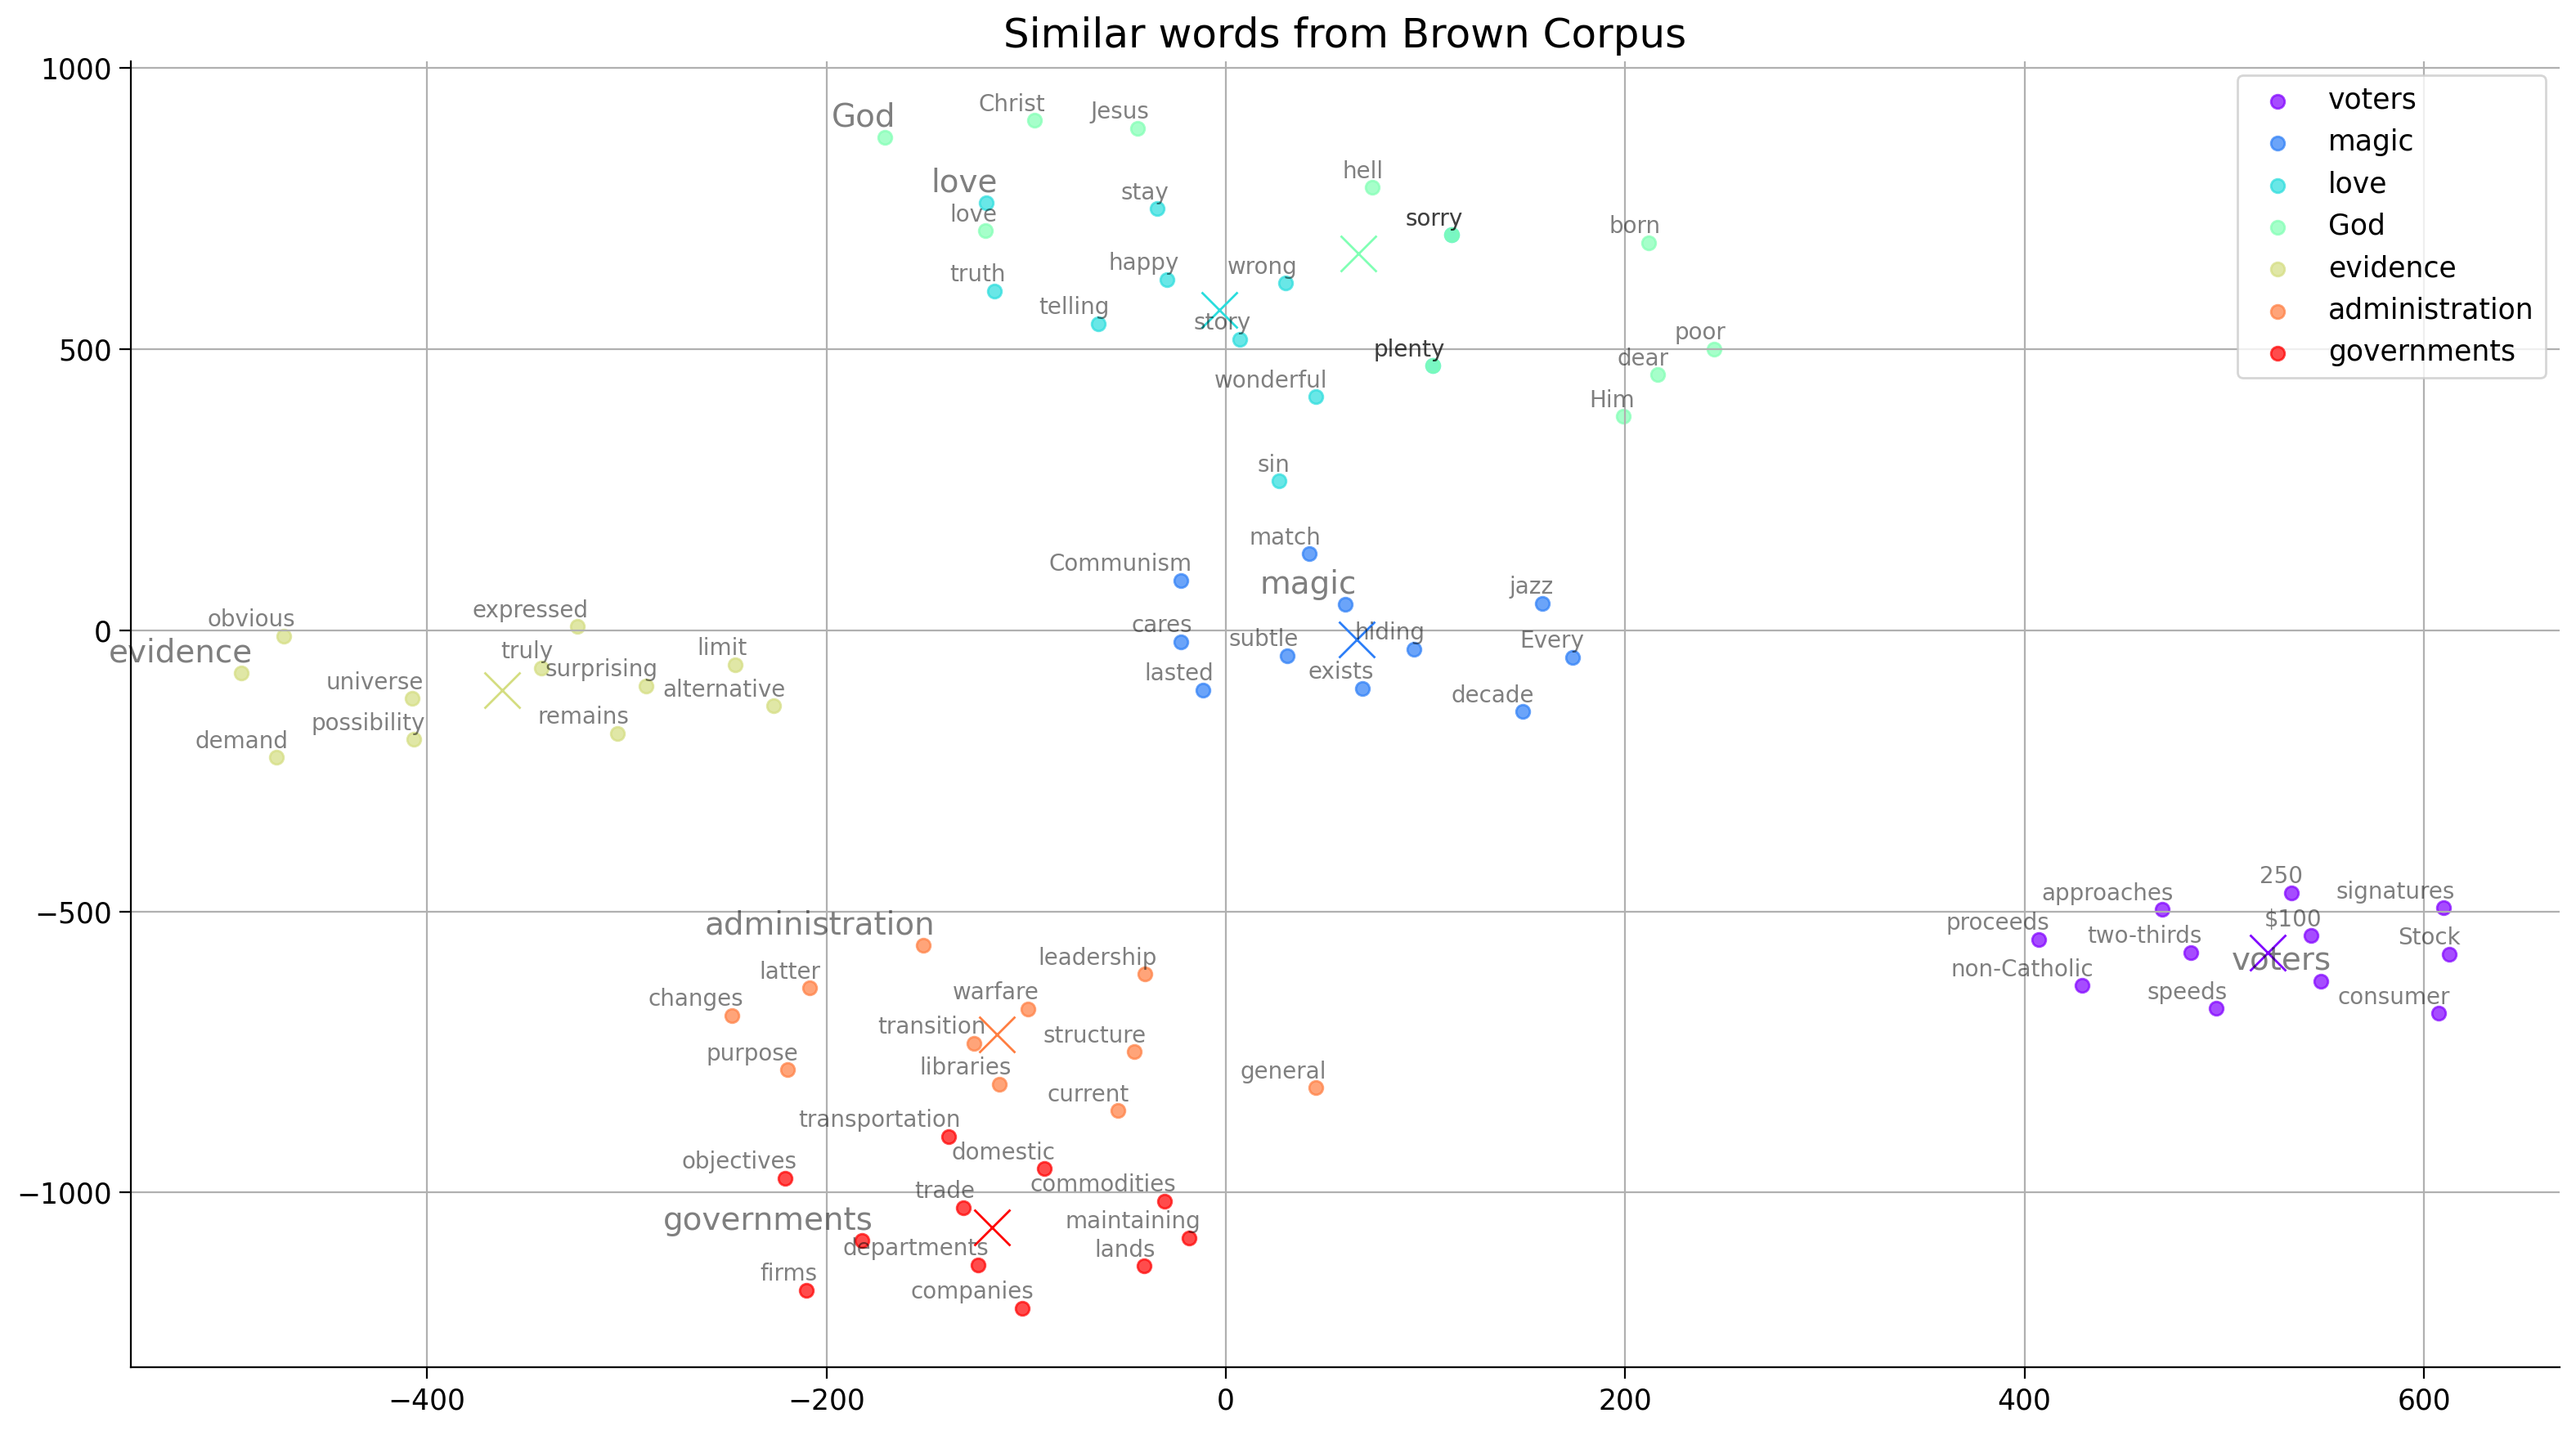 Similar words from Brown Corpus
1000
500
0
−500
−1000
−400
−200
0
200
400
600
voters
magic
love
God
evidence
administration
governments
God
Christ
Jesus
love
love
stay
hell
sorry
born
truth
happy
wrong
telling
story
plenty
poor
dear
wonderful
Him
sin
match
Communism
magic
jazz
cares
subtle
hiding
Every
lasted
exists
decade
obvious
expressed
evidence
truly
surprising
limit
universe
alternative
possibility
remains
demand
250
approaches
signatures
proceeds
$100
two-thirds
Stock
voters
non-Catholic
speeds
consumer
administration
latter
leadership
changes
warfare
transition
structure
purpose
libraries
general
current
transportation
domestic
objectives
trade
commodities
governments
maintaining
departments
lands
firms
companies